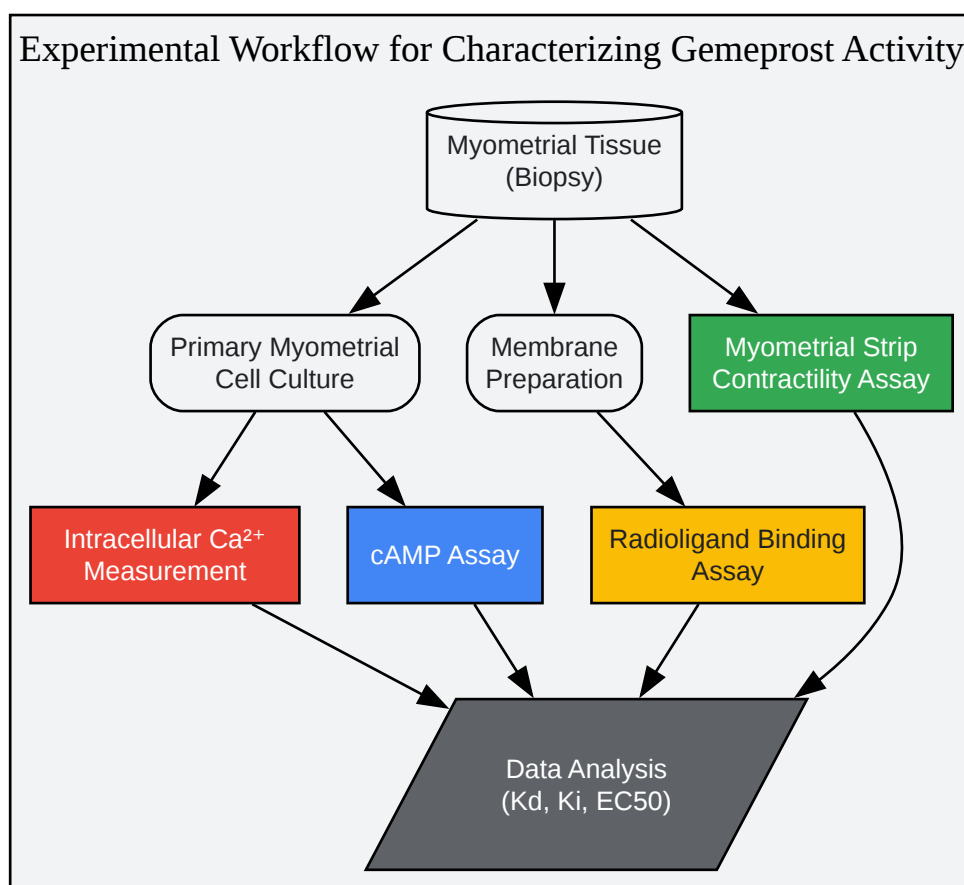 Experimental Workflow for Characterizing Gemeprost Activity
Myometrial Tissue
(Biopsy)
Primary Myometrial
Cell Culture
Membrane
Preparation
Myometrial Strip
Contractility Assay
Intracellular Ca²⁺
Measurement
cAMP Assay
Radioligand Binding
Assay
Data Analysis
(Kd, Ki, EC50)